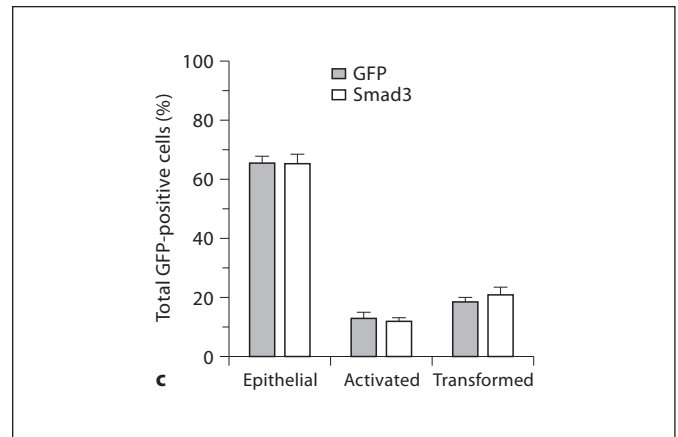 100
80
60
40
20
0
Total GFP-positive cells (%)
GFP
Smad3
c
Epithelial Activated Transformed